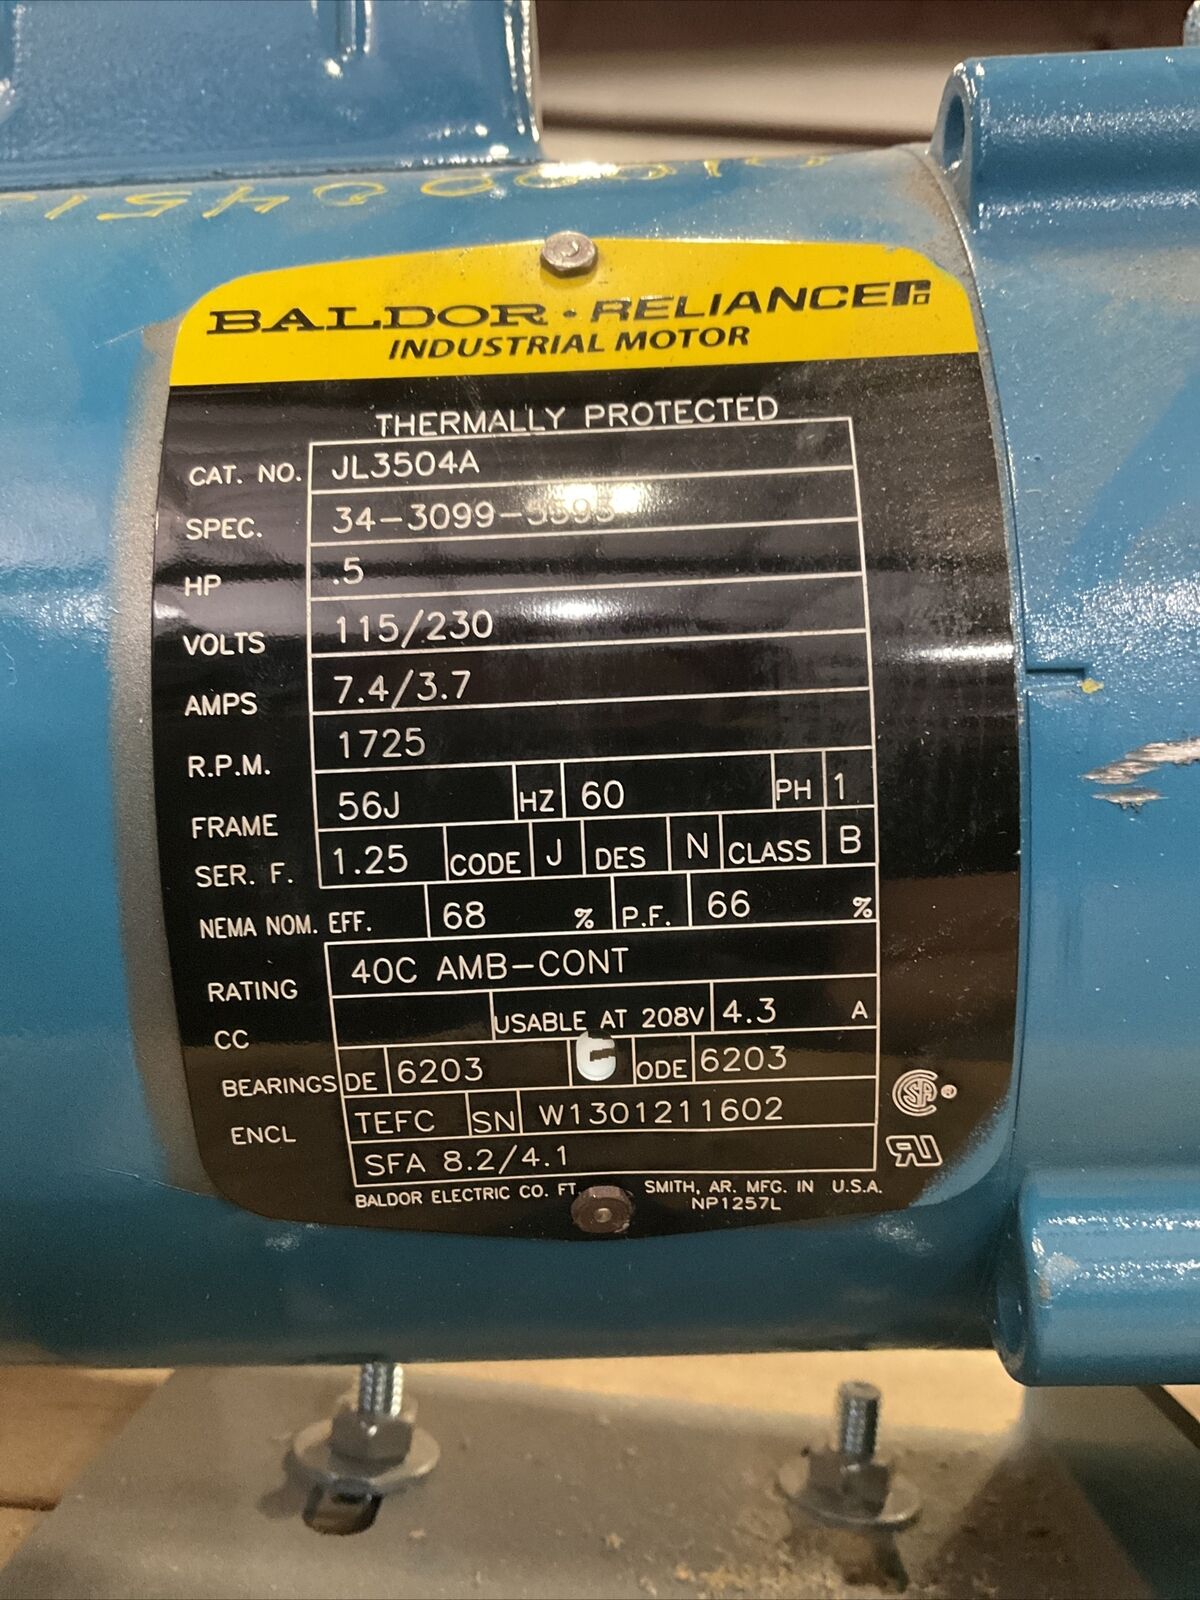 BALDOR • RELIANCE
INDUSTRIAL MOTOR
THERMALLY PROTECTED
CAT. NO. JL3504A
SPEC.
HP .5
VOLTS 115/230
AMPS 7.4/3.7
R.P.M. 1725
FRAME 56J HZ 60 PH 1
SER. F. 1.25 CODE J DES N CLASS B
NEMA NOM. EFF. 68 % P.F. 66 %
RATING 40C AMB-CONT
CC USABLE AT 208V 4.3 A
BEARINGS DE 6203 ODE 6203
ENCL TEFC SN W1301211602
SFA 8.2/4.1
BALDOR ELECTRIC CO. FT. SMITH, AR. MFG. IN U.S.A.
NP1257L